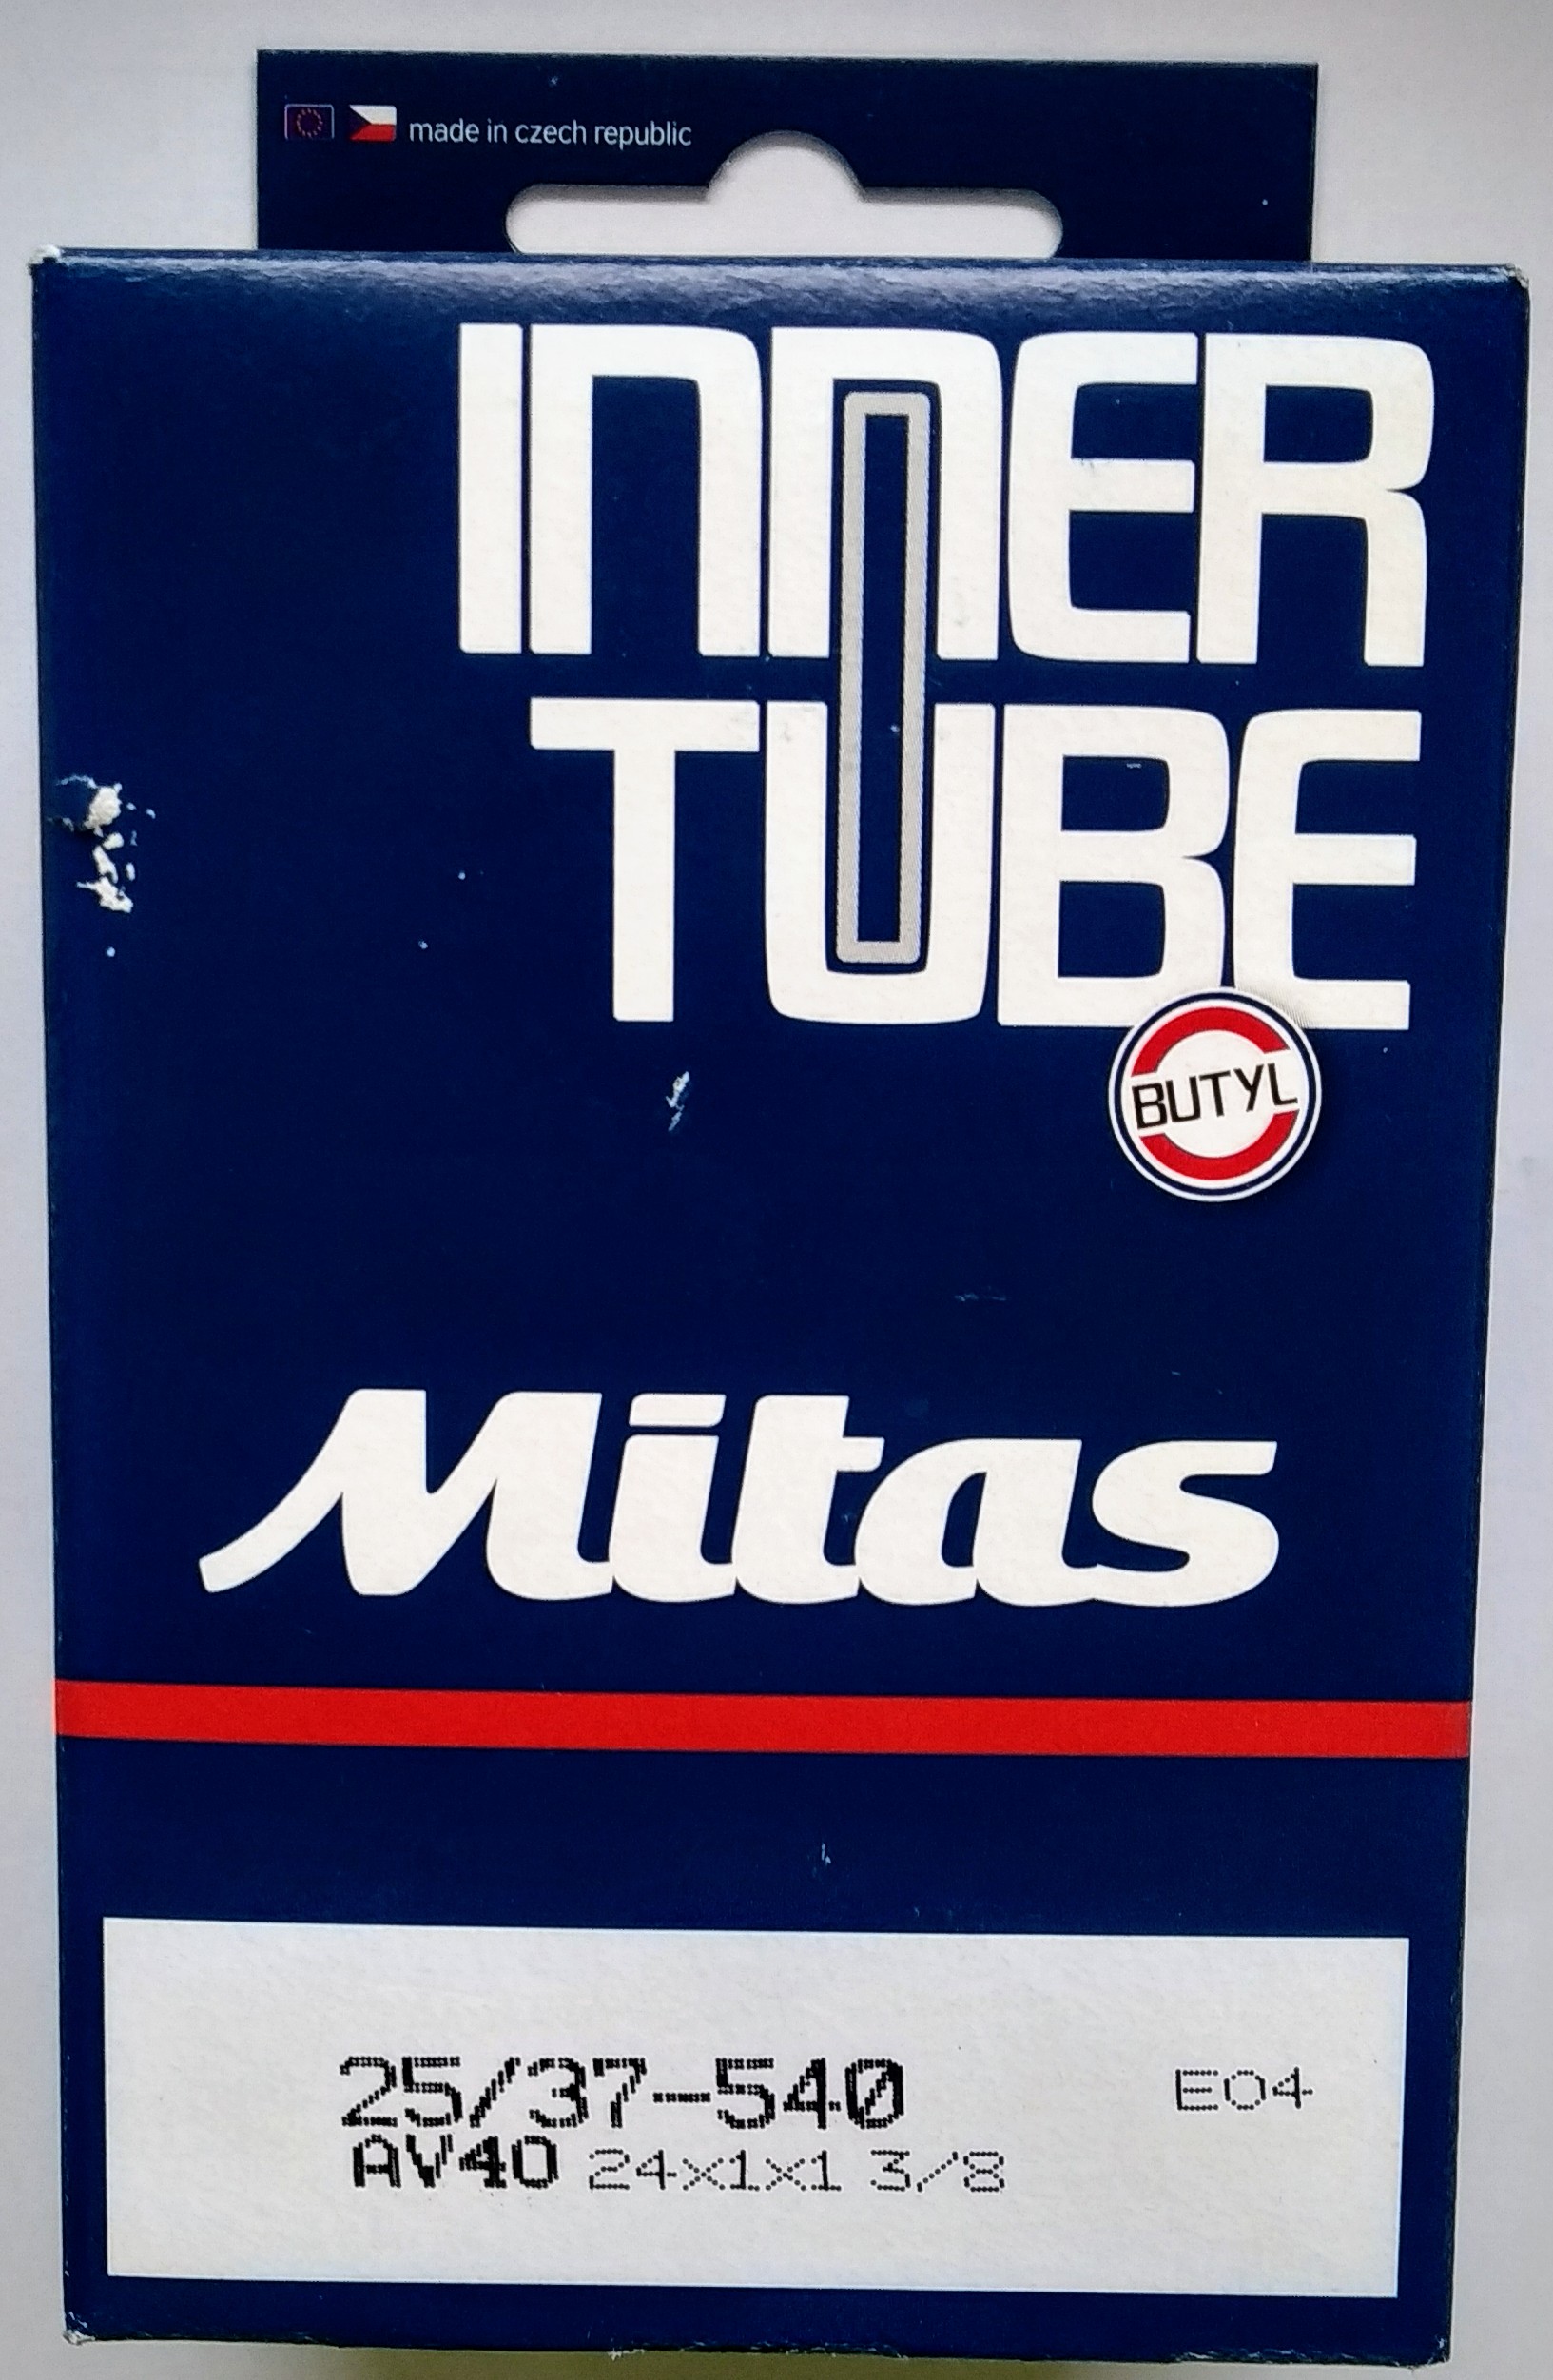 made in czech republic
INNER
TUBE
BUTYL
Mitas
25/37-540 E04
AV40 24x1x1 3/8